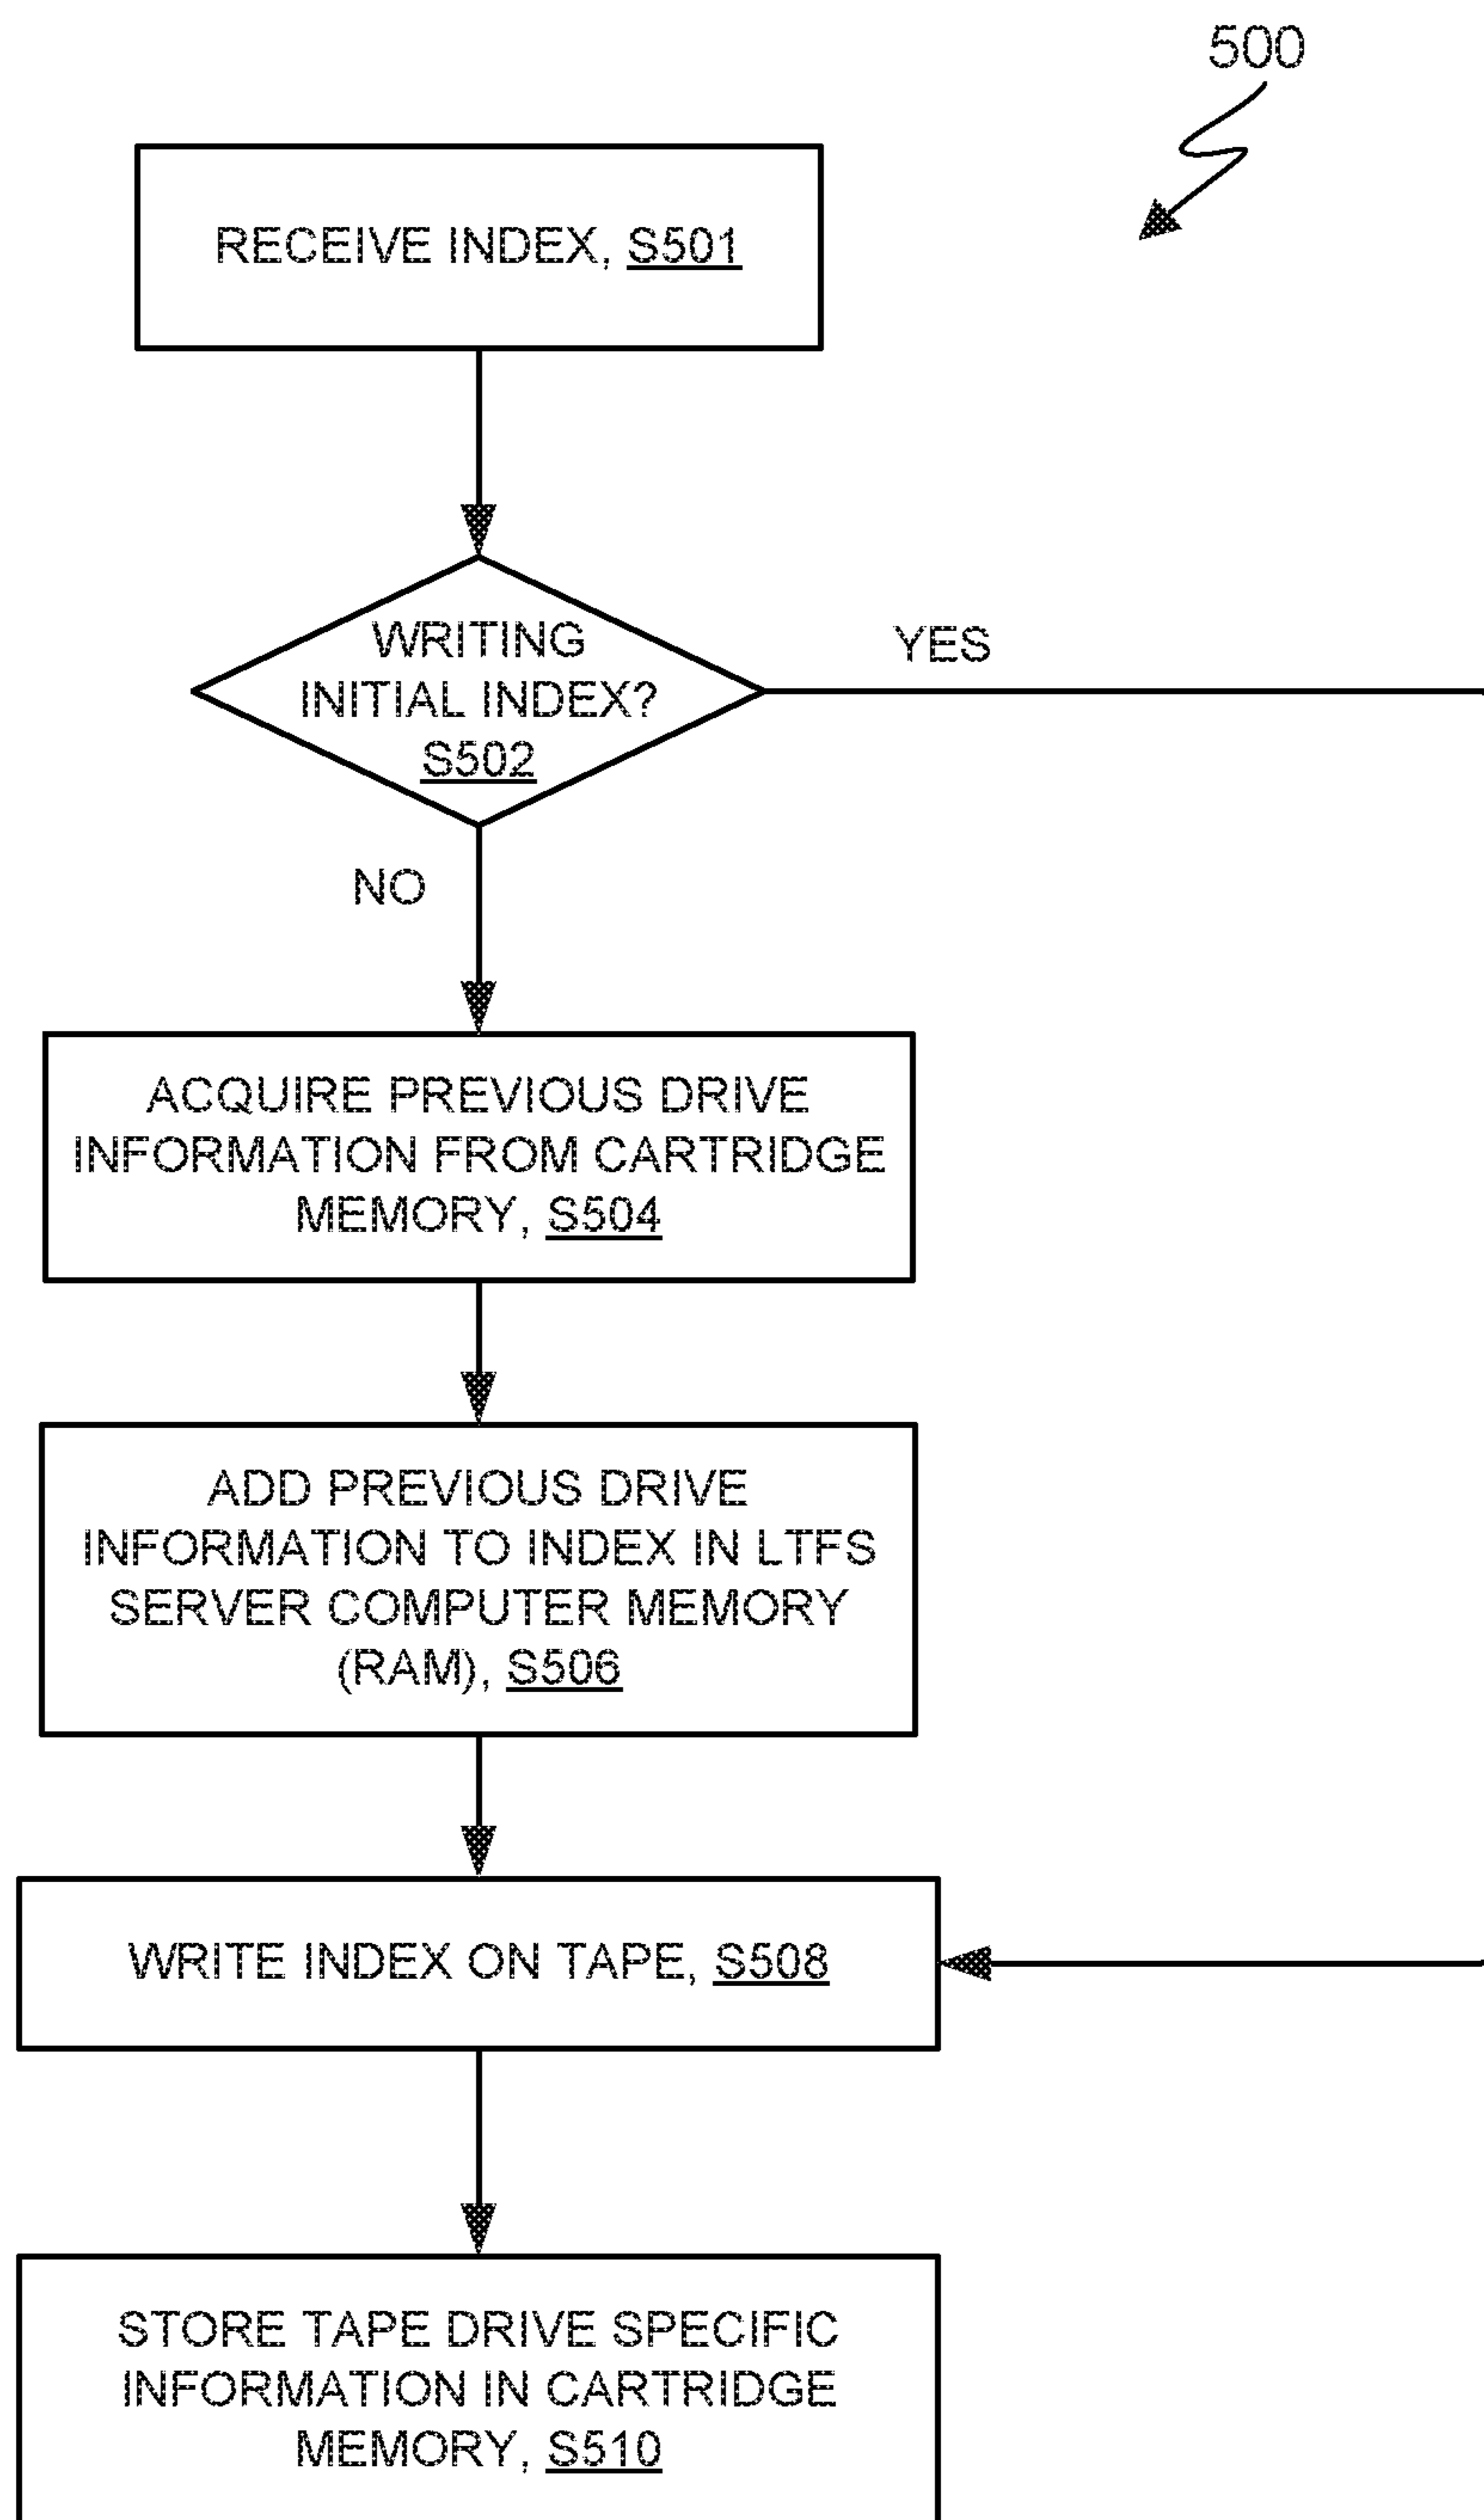 500
RECEIVE INDEX, S501
WRITING
INITIAL INDEX?
S502
YES
NO
ACQUIRE PREVIOUS DRIVE
INFORMATION FROM CARTRIDGE
MEMORY, S504
ADD PREVIOUS DRIVE
INFORMATION TO INDEX IN LTFS
SERVER COMPUTER MEMORY
(RAM), S506
WRITE INDEX ON TAPE, S508
STORE TAPE DRIVE SPECIFIC
INFORMATION IN CARTRIDGE
MEMORY, S510